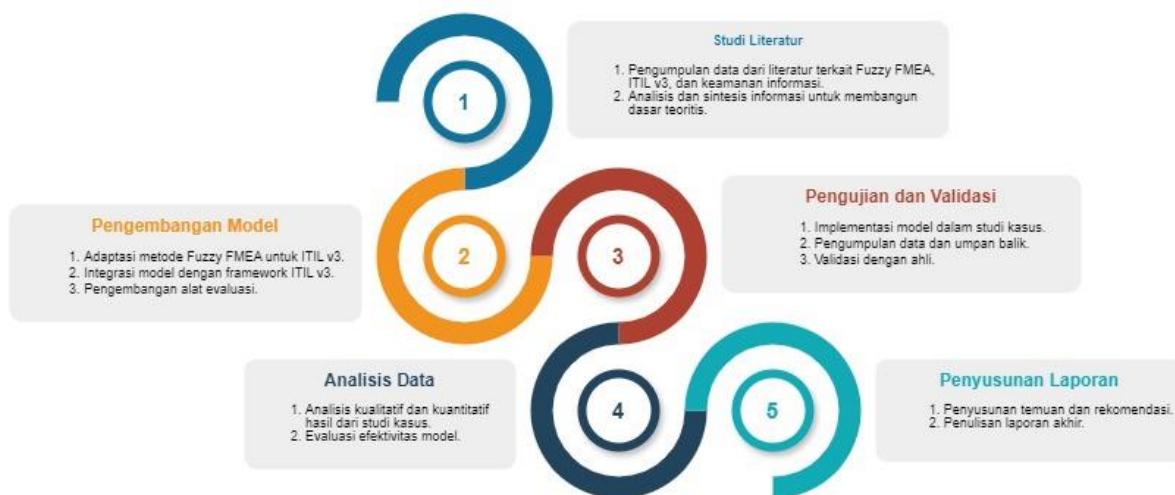 1
Studi Literatur
1. Pengumpulan data dari literatur terkait Fuzzy FMEA,
ITIL v3, dan keamanan informasi.
2. Analisis dan sintesis informasi untuk membangun
dasar teoritis.
Pengembangan Model
1. Adaptasi metode Fuzzy FMEA untuk ITIL v3.
2. Integrasi model dengan framework ITIL v3.
3. Pengembangan alat evaluasi.
2
3
Pengujian dan Validasi
1. Implementasi model dalam studi kasus.
2. Pengumpulan data dan umpan balik.
3. Validasi dengan ahli.
Analisis Data
1. Analisis kualitatif dan kuantitatif
hasil dari studi kasus.
2. Evaluasi efektivitas model.
4
5
Penyusunan Laporan
1. Penyusunan temuan dan rekomendasi.
2. Penulisan laporan akhir.